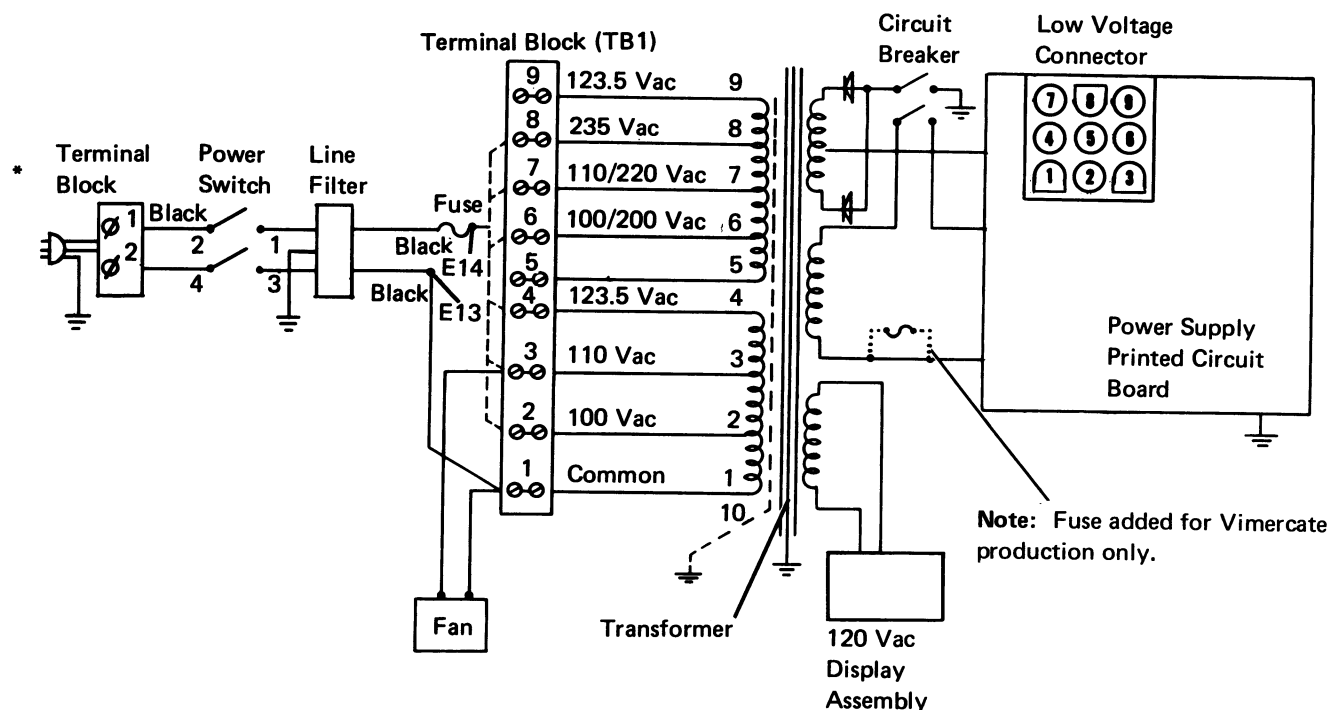 Terminal Block (TB1)
Circuit
Breaker
Low Voltage
Connector
*
Terminal
Block
Power
Switch
Line
Filter
Fuse
1
2
Black
2
4
1
3
Black
E14
Black
E13
9
8
7
6
5
4
3
2
1
123.5 Vac
235 Vac
110/220 Vac
100/200 Vac
123.5 Vac
110 Vac
100 Vac
Common
9
8
7
6
5
4
3
2
1
10
7 8 9
4 5 6
1 2 3
Power Supply
Printed Circuit
Board
Note: Fuse added for Vimercate
production only.
Fan
Transformer
120 Vac
Display
Assembly